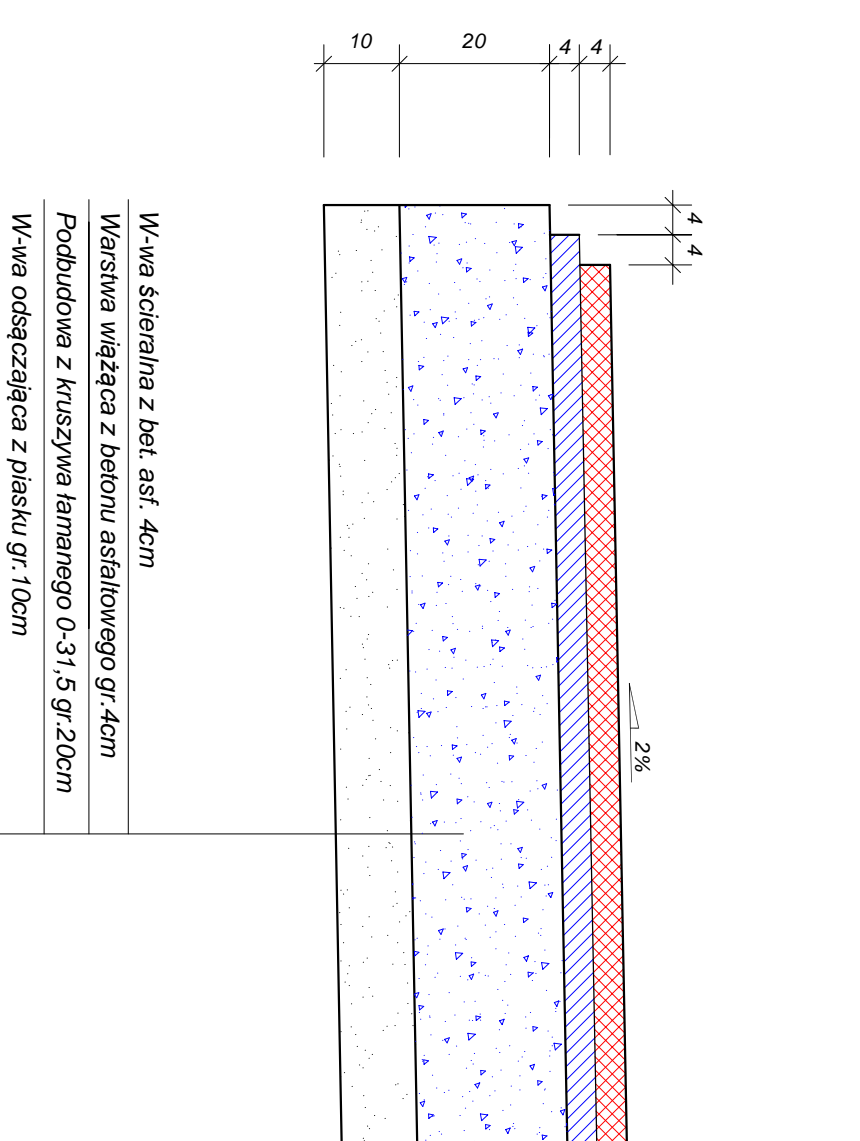 10
20
4
4
4
4
2%
W-wa ścieralna z bet. asf. 4cm
Warstwa wiążąca z betonu asfaltowego gr.4cm
Podbudowa z kruszywa łamanego 0-31,5 gr.20cm
W-wa odsączająca z piasku gr.10cm